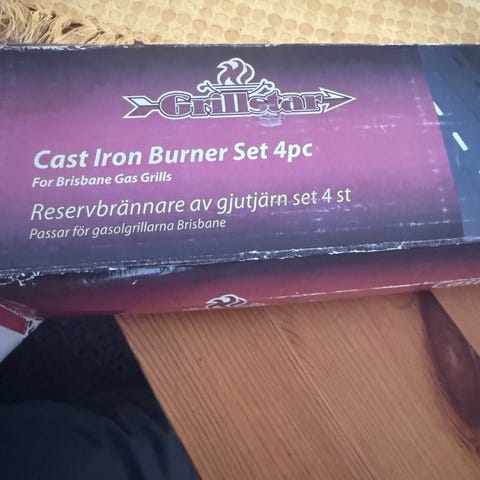 Grillstar
Cast Iron Burner Set 4pc
For Brisbane Gas Grills
Reservbrännare av gjutjärn set 4 st
Passar för gasolgrillarna Brisbane